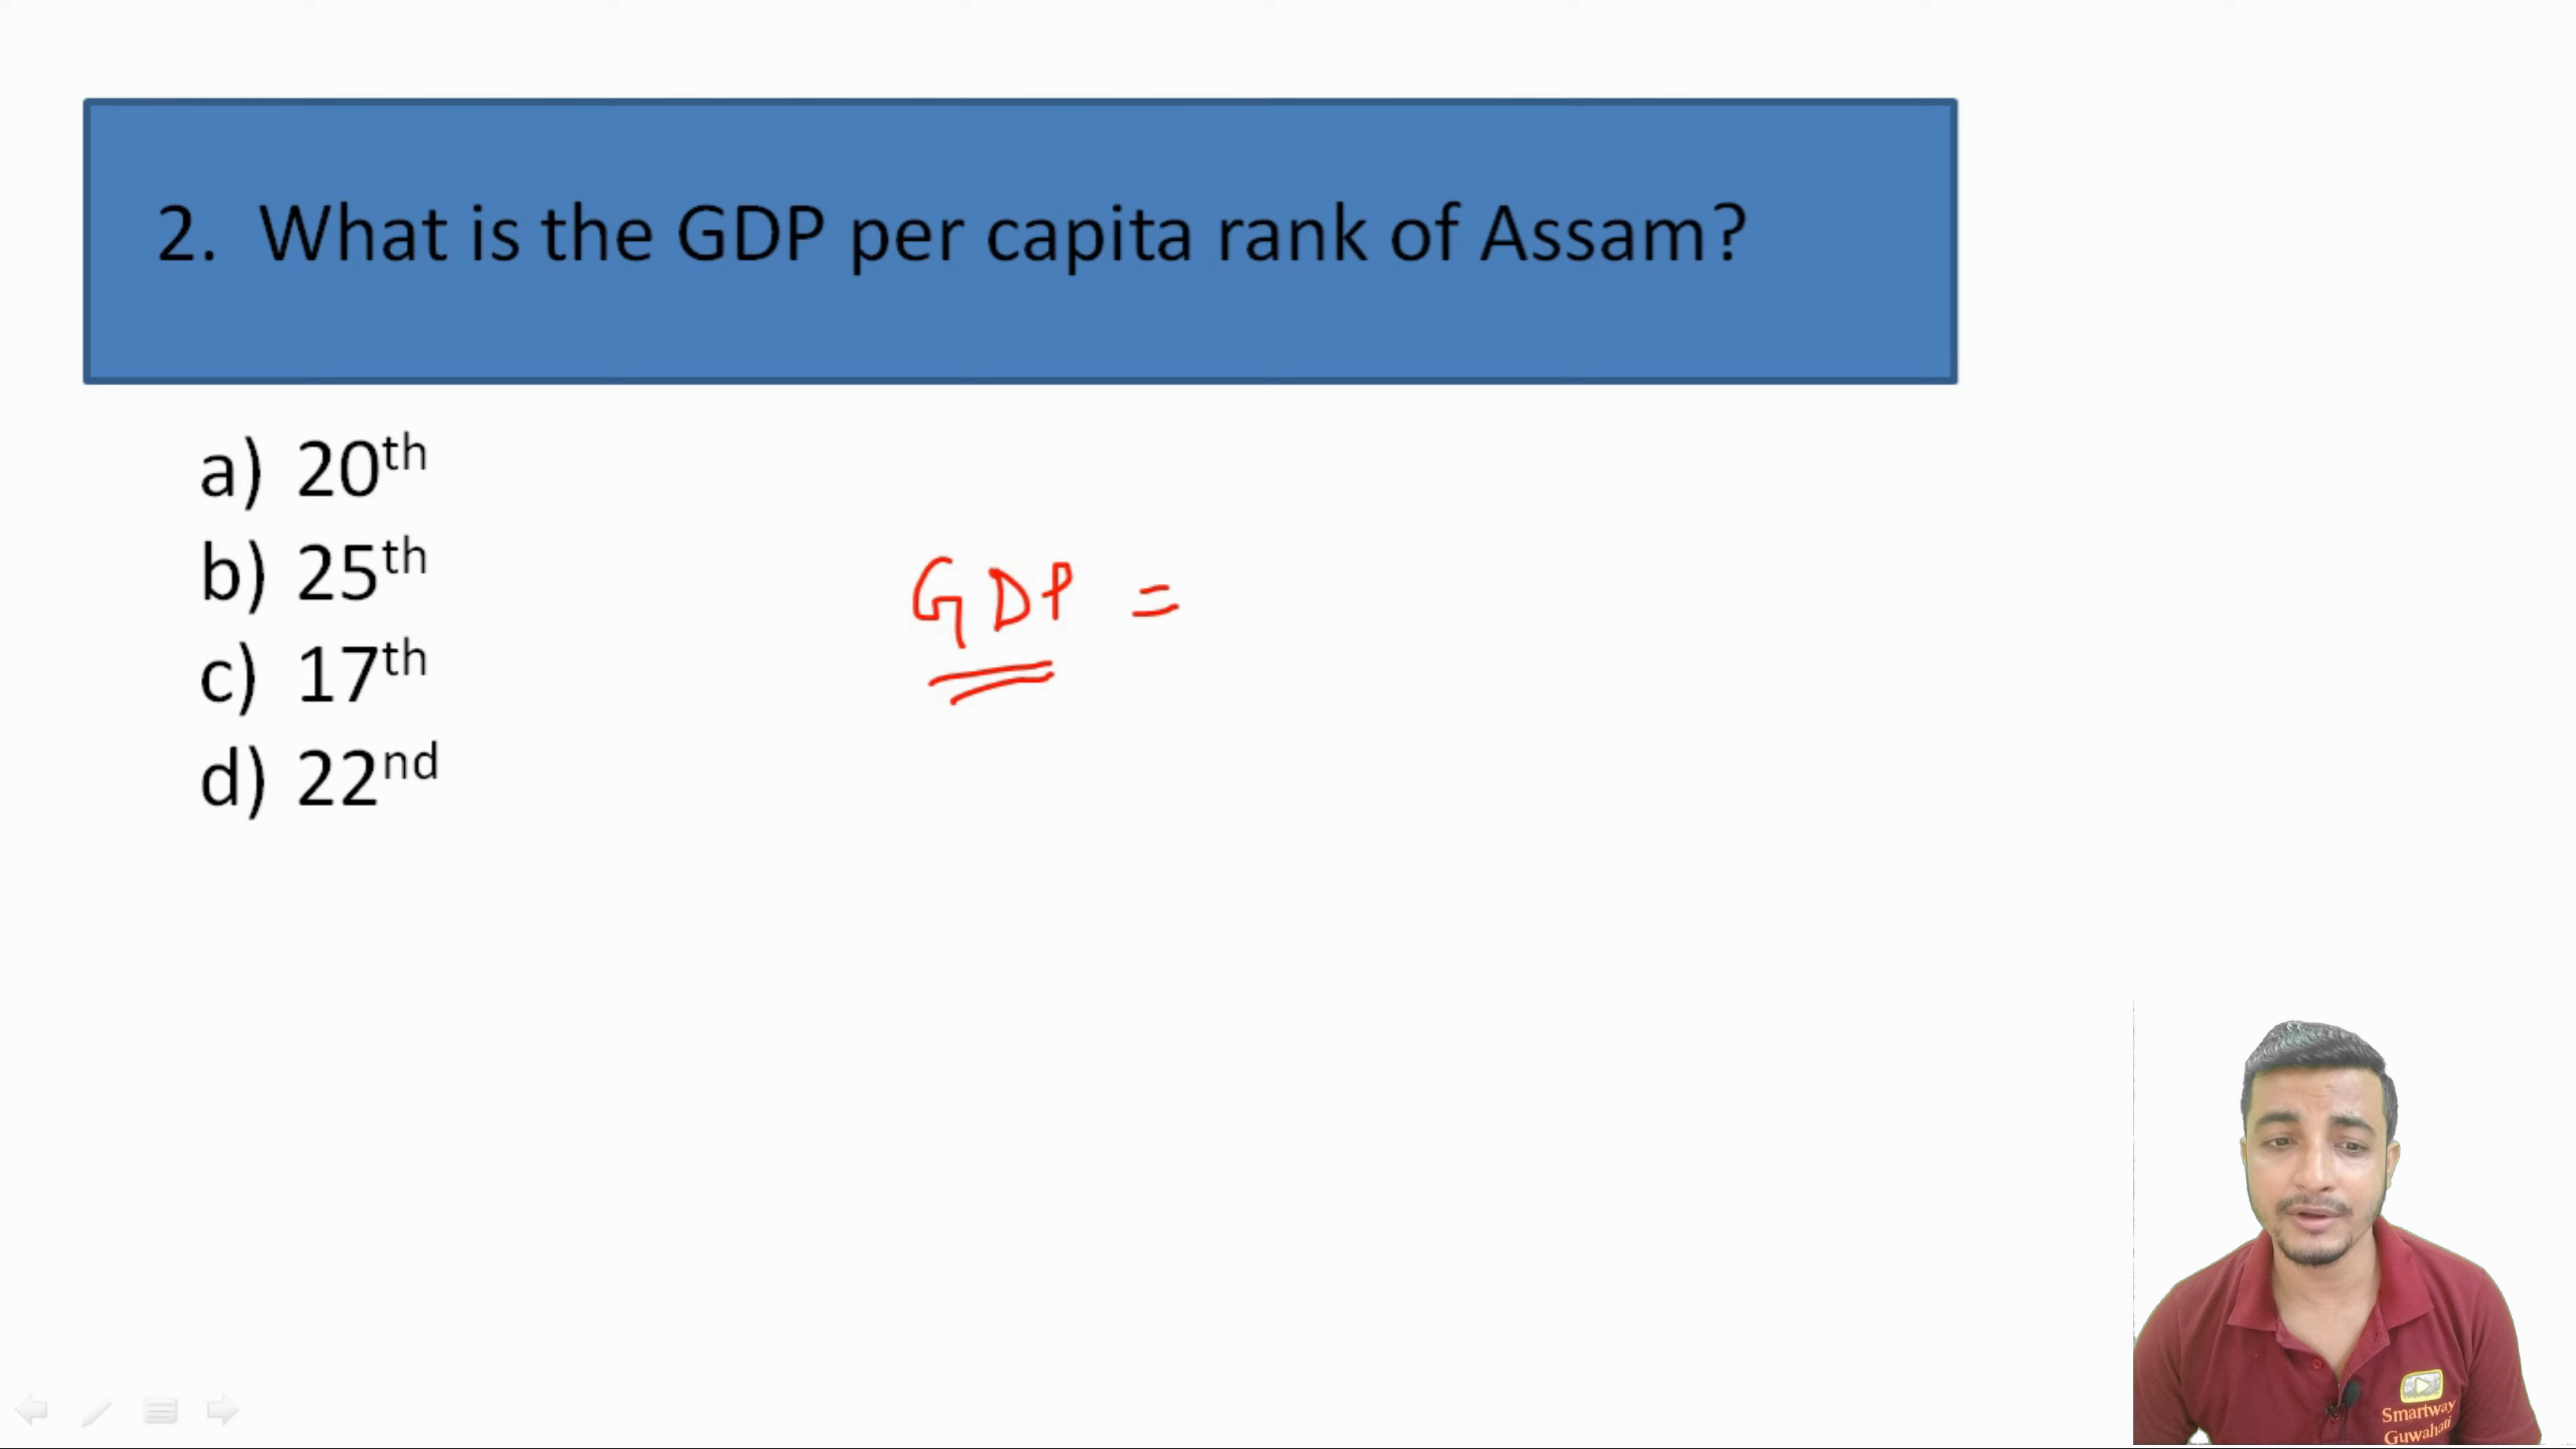 2. What is the GDP per capita rank of Assam?
a) 20th
b) 25th
c) 17th
d) 22nd
GDP =
Smartway
Guwahati